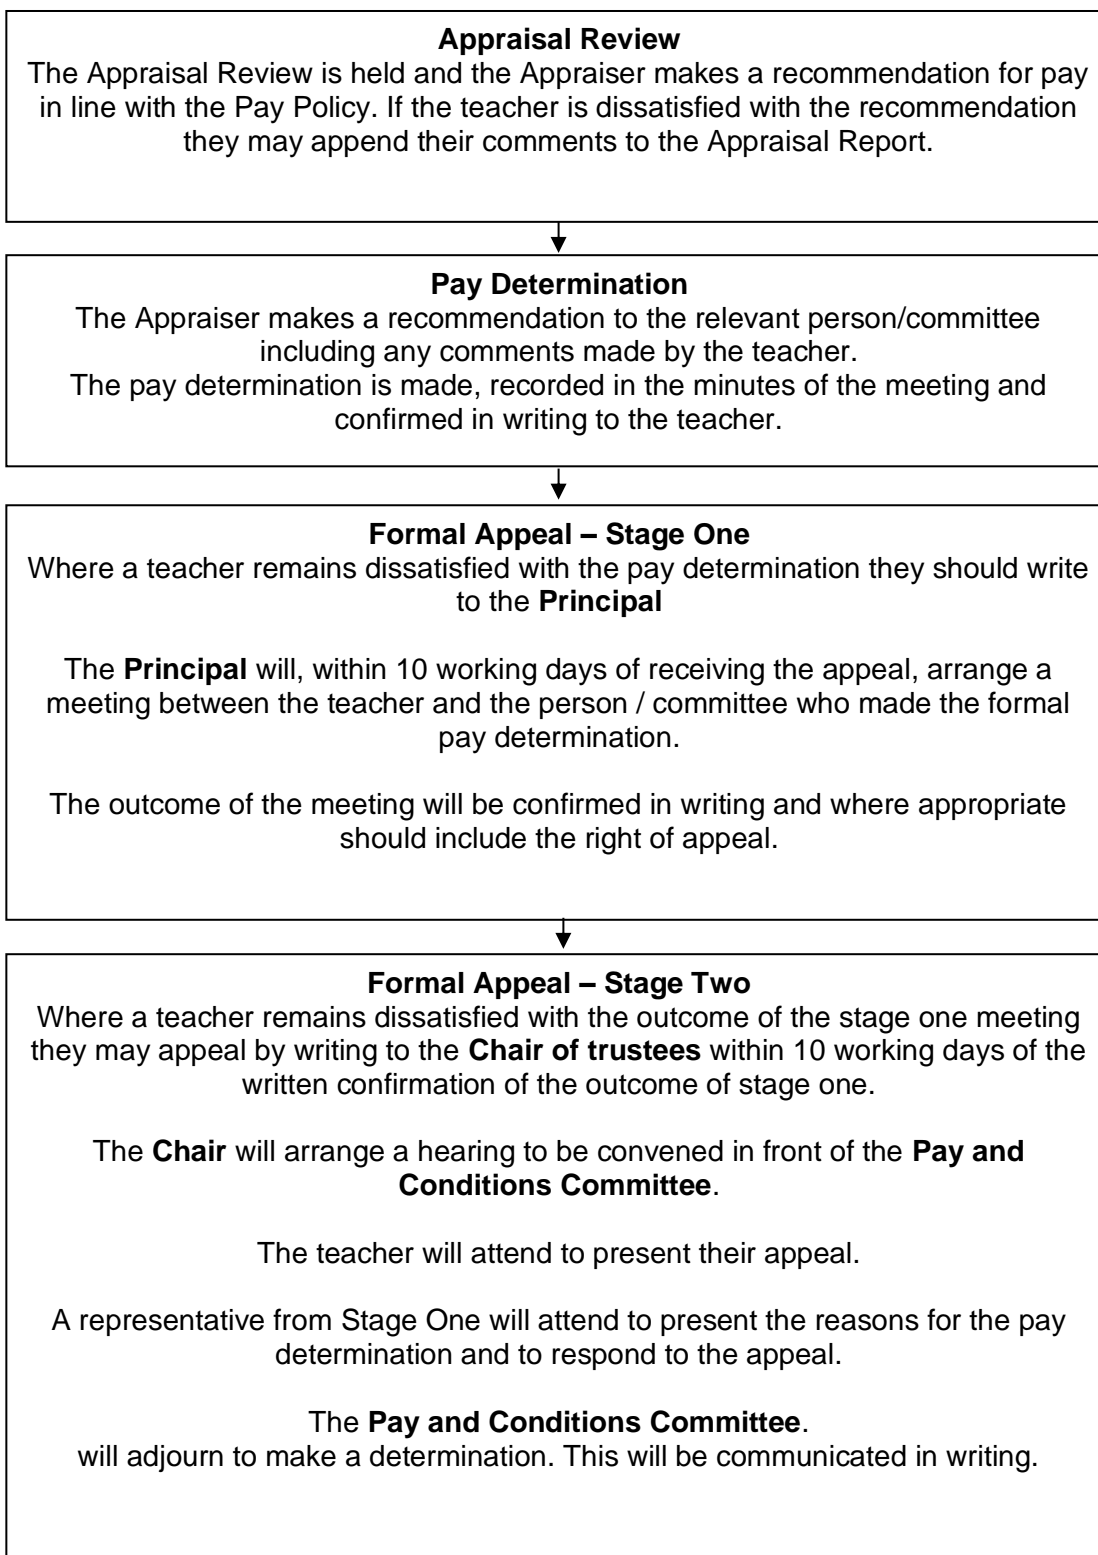 Appraisal Review
The Appraisal Review is held and the Appraiser makes a recommendation for pay
in line with the Pay Policy. If the teacher is dissatisfied with the recommendation
they may append their comments to the Appraisal Report.
Pay Determination
The Appraiser makes a recommendation to the relevant person/committee
including any comments made by the teacher.
The pay determination is made, recorded in the minutes of the meeting and
confirmed in writing to the teacher.
Formal Appeal – Stage One
Where a teacher remains dissatisfied with the pay determination they should write
to the Principal
The Principal will, within 10 working days of receiving the appeal, arrange a
meeting between the teacher and the person / committee who made the formal
pay determination.
The outcome of the meeting will be confirmed in writing and where appropriate
should include the right of appeal.
Formal Appeal – Stage Two
Where a teacher remains dissatisfied with the outcome of the stage one meeting
they may appeal by writing to the Chair of trustees within 10 working days of the
written confirmation of the outcome of stage one.
The Chair will arrange a hearing to be convened in front of the Pay and
Conditions Committee.
The teacher will attend to present their appeal.
A representative from Stage One will attend to present the reasons for the pay
determination and to respond to the appeal.
The Pay and Conditions Committee.
will adjourn to make a determination. This will be communicated in writing.